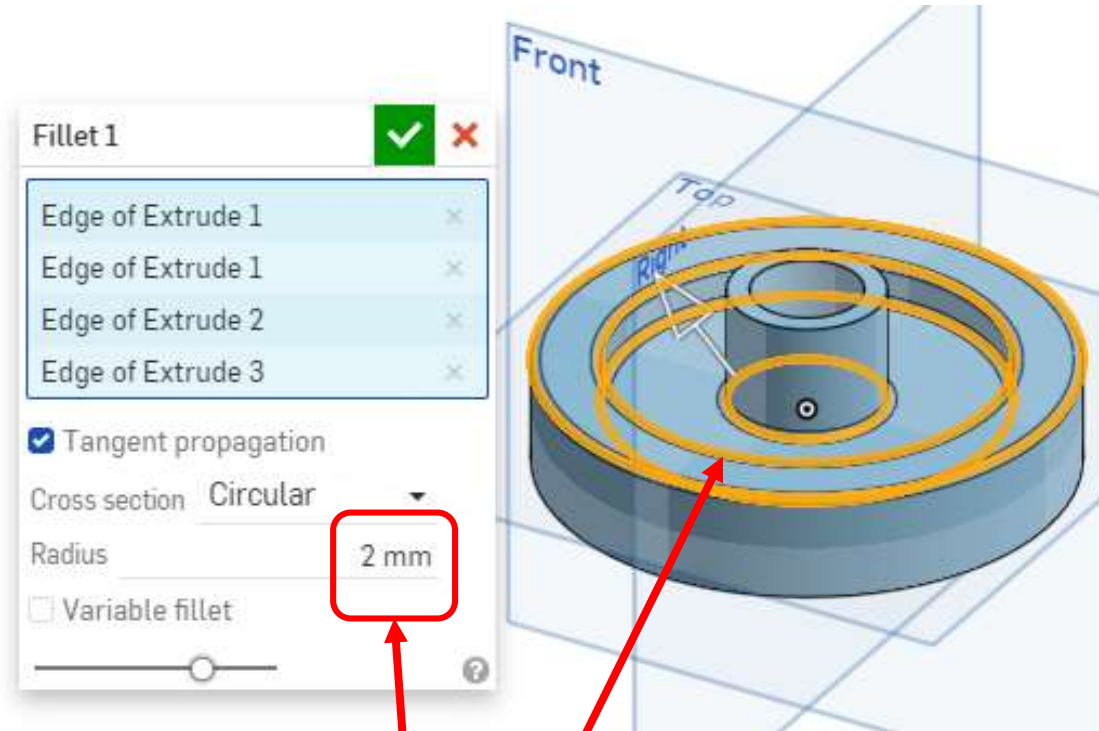 Fillet 1
Edge of Extrude 1
Edge of Extrude 1
Edge of Extrude 2
Edge of Extrude 3
Tangent propagation
Cross section Circular
Radius 2 mm
Variable fillet
?
Front
Top
Right